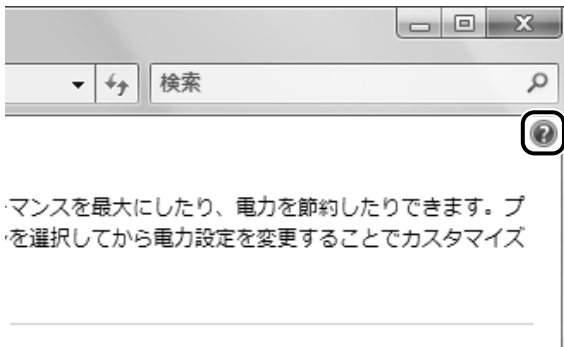 検索
マンスを最大にしたり、電力を節約したりできます。プ
を選択してから電力設定を変更することでカスタマイズ